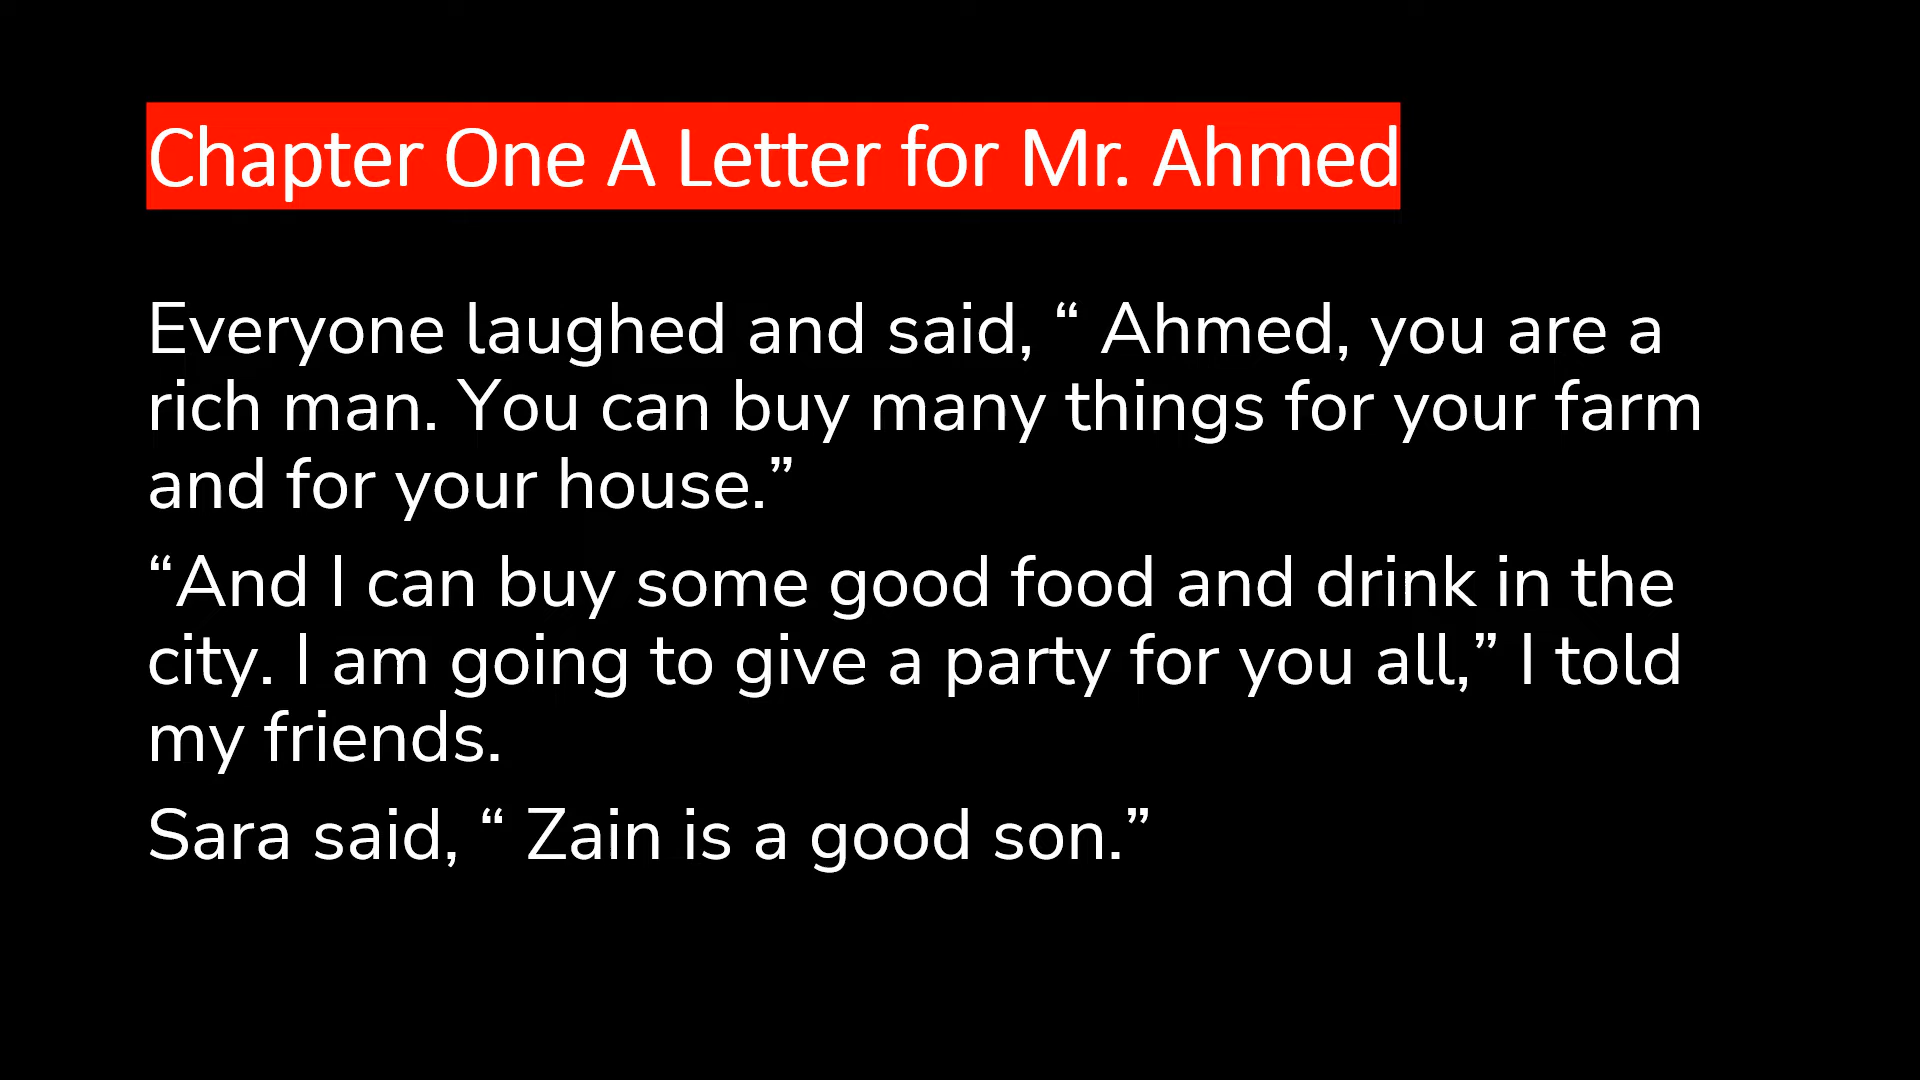 Chapter One A Letter for Mr. Ahmed
Everyone laughed and said, “ Ahmed, you are a
rich man. You can buy many things for your farm
and for your house.”
“And I can buy some good food and drink in the
city. I am going to give a party for you all,” I told
my friends.
Sara said, “ Zain is a good son.”